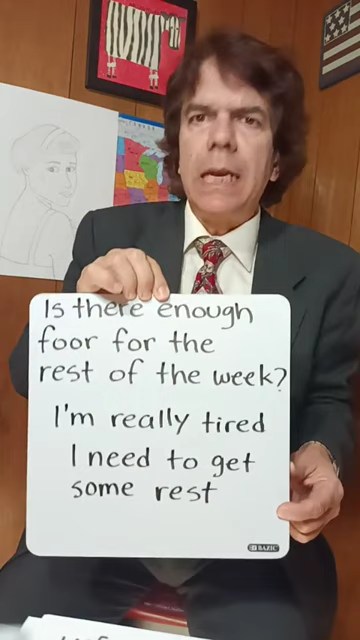 Is there enough
foor for the
rest of the week?
I'm really tired
I need to get
some rest
BAZIC